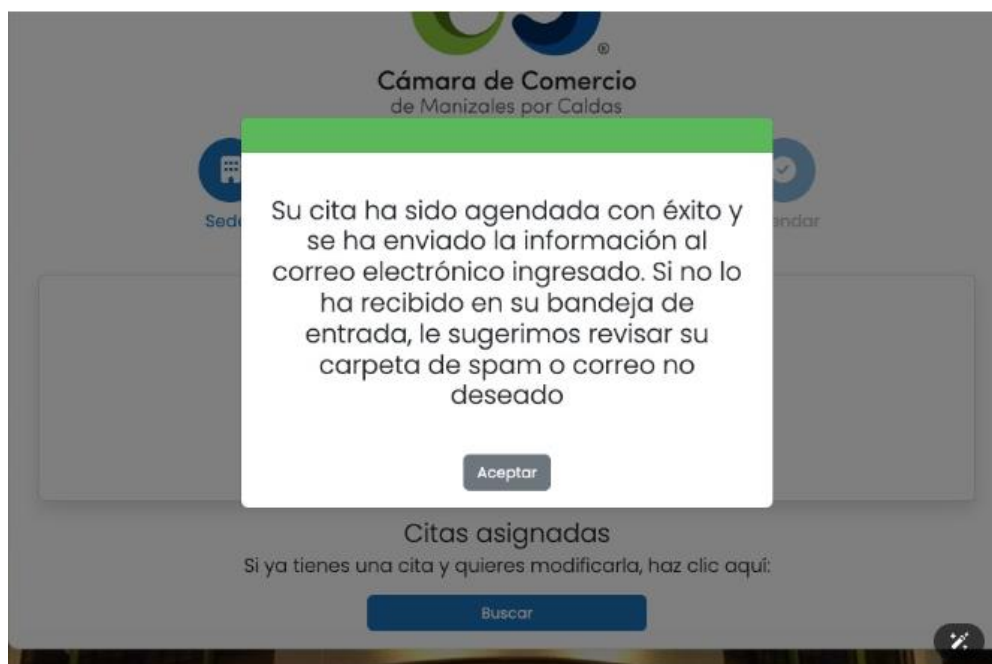 ®
Cámara de Comercio
de Manizales por Caldas
Su cita ha sido agendada con éxito y
se ha enviado la información al
correo electrónico ingresado. Si no lo
ha recibido en su bandeja de
entrada, le sugerimos revisar su
carpeta de spam o correo no
deseado
Aceptar
Citas asignadas
Si ya tienes una cita y quieres modificarla, haz clic aquí:
Buscar